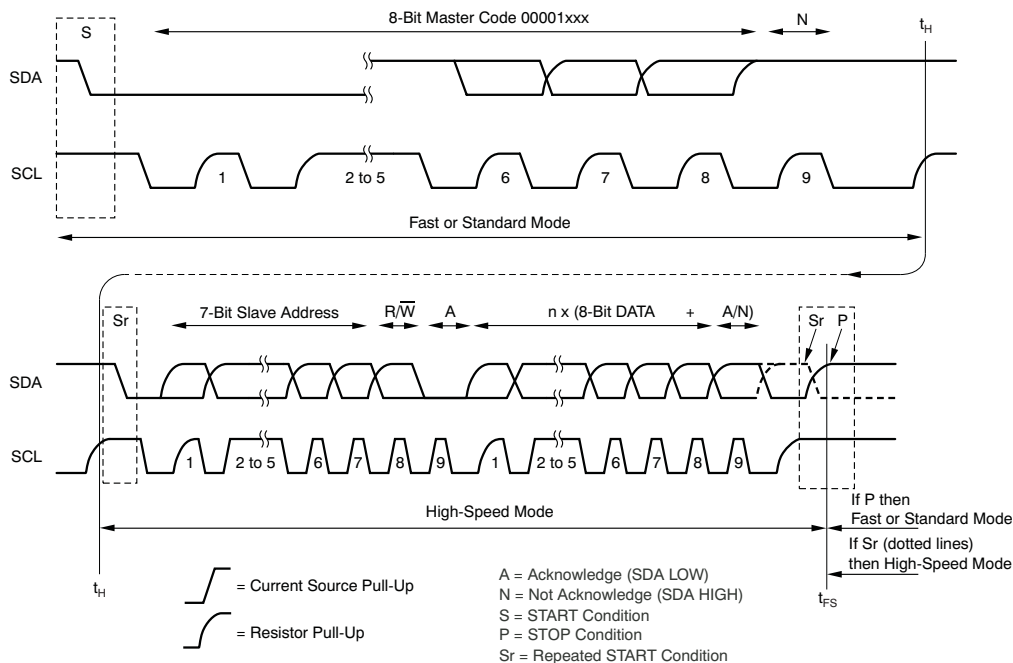 8-Bit Master Code 00001xxx
S
N
tH
SDA
SCL
1
2 to 5
6
7
8
9
Fast or Standard Mode
Sr
7-Bit Slave Address
R/W̅
A
n x (8-Bit DATA
+
A/N)
Sr
P
SDA
SCL
1
2 to 5
6
7
8
9
1
2 to 5
6
7
8
9
High-Speed Mode
If P then
Fast or Standard Mode
If Sr (dotted lines)
then High-Speed Mode
tH
tFS
= Current Source Pull-Up
= Resistor Pull-Up
A = Acknowledge (SDA LOW)
N = Not Acknowledge (SDA HIGH)
S = START Condition
P = STOP Condition
Sr = Repeated START Condition